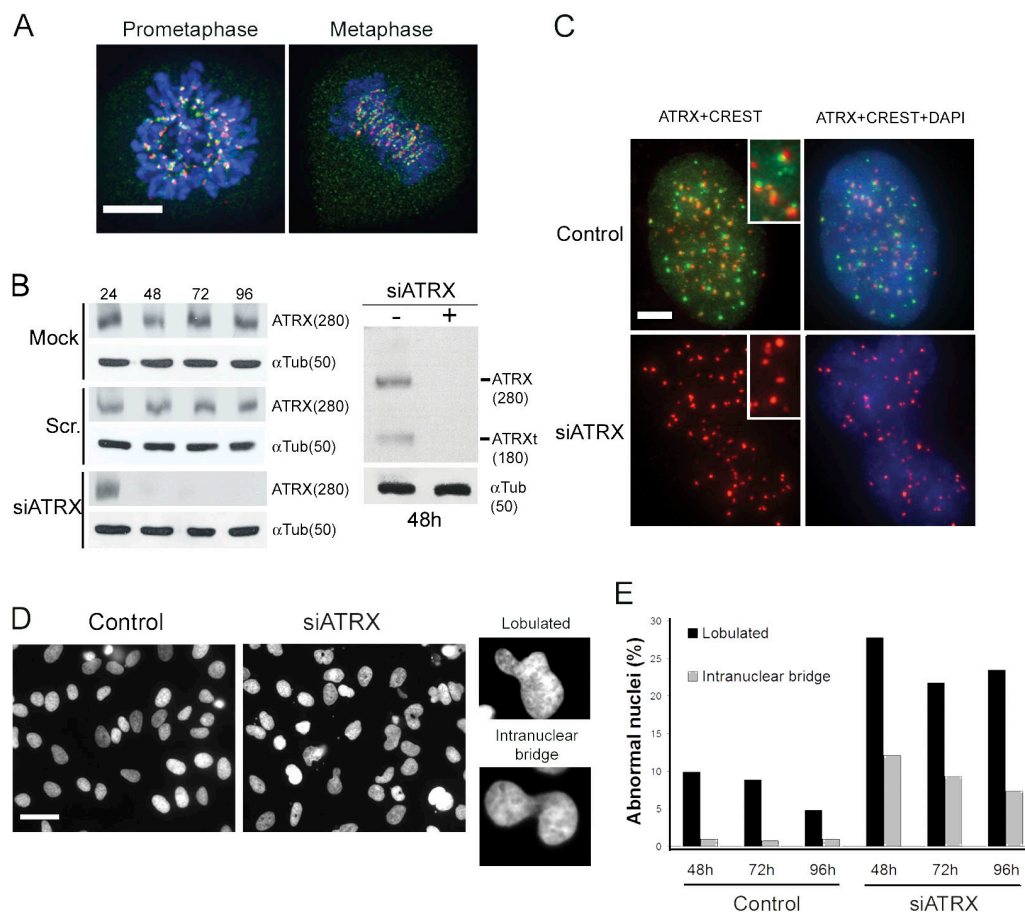 A
Prometaphase Metaphase
B
24 48 72 96
Mock
ATRX(280)
αTub(50)
Scr.
ATRX(280)
αTub(50)
siATRX
ATRX(280)
αTub(50)
siATRX
- +
ATRX
(280)
ATRXt
(180)
αTub
(50)
48h
C
ATRX+CREST ATRX+CREST+DAPI
Control
siATRX
D
Control siATRX
Lobulated
Intranuclear
bridge
E
Abnormal nuclei (%)
30
25
20
15
10
5
0
Lobulated
Intranuclear bridge
48h 72h 96h 48h 72h 96h
Control siATRX